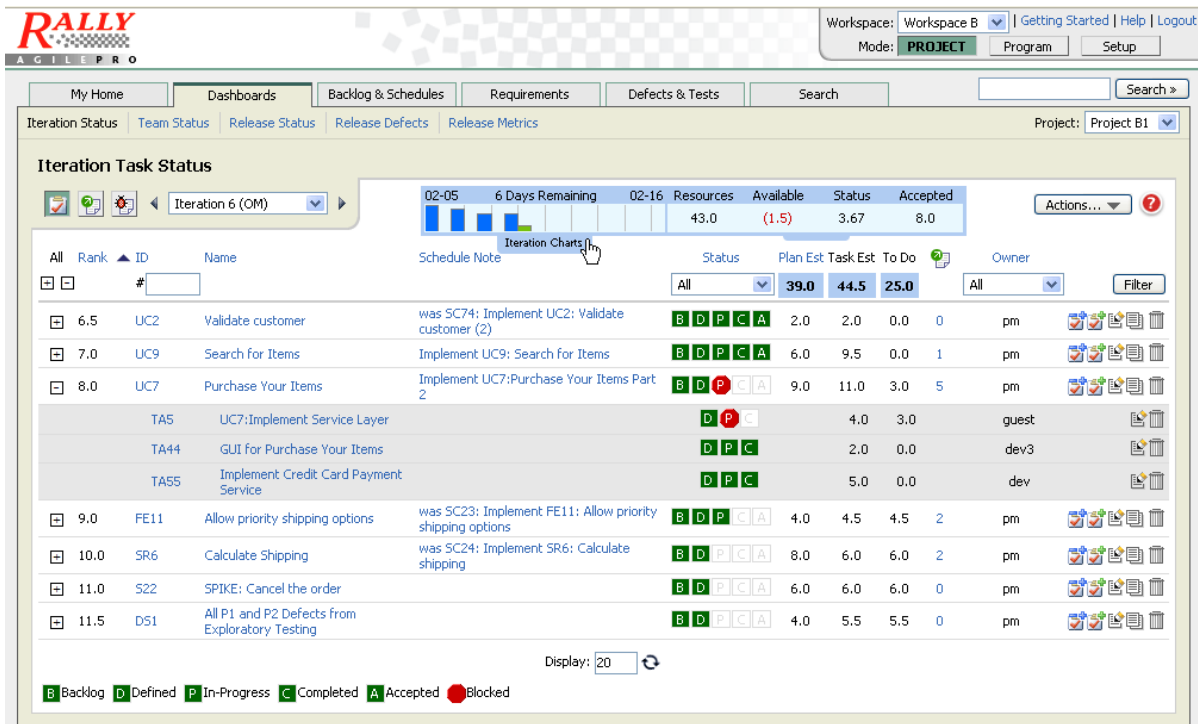 RALLY
AGILEPRO
Workspace: Workspace B | Getting Started | Help | Logout
Mode: PROJECT Program Setup
My Home Dashboards Backlog & Schedules Requirements Defects & Tests Search Search »
Iteration Status Team Status Release Status Release Defects Release Metrics Project: Project B1
Iteration Task Status
Iteration 6 (OM)
02-05 6 Days Remaining 02-16 Resources Available Status Accepted
43.0 (1.5) 3.67 8.0
Actions... ?
Iteration Charts
All Rank ID Name Schedule Note Status Plan Est Task Est To Do ? Owner
+ - # All 39.0 44.5 25.0 All Filter
+ 6.5 UC2 Validate customer was SC74: Implement UC2: Validate customer (2) B D P C A 2.0 2.0 0.0 0 pm
+ 7.0 UC9 Search for Items Implement UC9: Search for Items B D P C A 6.0 9.5 0.0 1 pm
- 8.0 UC7 Purchase Your Items Implement UC7:Purchase Your Items Part 2 B D P C A 9.0 11.0 3.0 5 pm
TA5 UC7:Implement Service Layer D P C 4.0 3.0 guest
TA44 GUI for Purchase Your Items D P C 2.0 0.0 dev3
TA55 Implement Credit Card Payment Service D P C 5.0 0.0 dev
+ 9.0 FE11 Allow priority shipping options was SC23: Implement FE11: Allow priority shipping options B D P C A 4.0 4.5 4.5 2 pm
+ 10.0 SR6 Calculate Shipping was SC24: Implement SR6: Calculate shipping B D P C A 8.0 6.0 6.0 2 pm
+ 11.0 S22 SPIKE: Cancel the order B D P C A 6.0 6.0 6.0 0 pm
+ 11.5 DS1 All P1 and P2 Defects from Exploratory Testing B D P C A 4.0 5.5 5.5 0 pm
Display: 20
B Backlog D Defined P In-Progress C Completed A Accepted Blocked